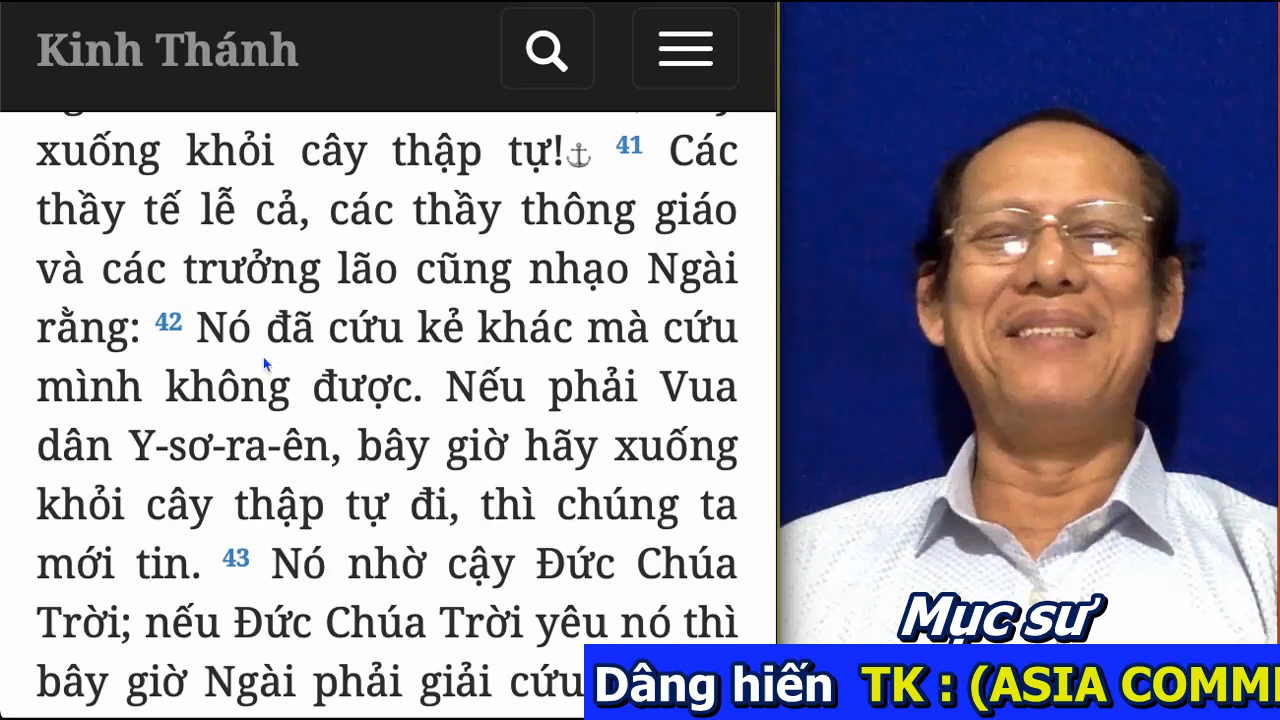 Kinh Thánh
xuống khỏi cây thập tự!⚓ 41 Các
thầy tế lễ cả, các thầy thông giáo
và các trưởng lão cũng nhạo Ngài
rằng: 42 Nó đã cứu kẻ khác mà cứu
mình không được. Nếu phải Vua
dân Y-sơ-ra-ên, bây giờ hãy xuống
khỏi cây thập tự đi, thì chúng ta
mới tin. 43 Nó nhờ cậy Đức Chúa
Trời; nếu Đức Chúa Trời yêu nó thì
bây giờ Ngài phải giải cứu
Mục sư
Dâng hiến TK : (ASIA COMM